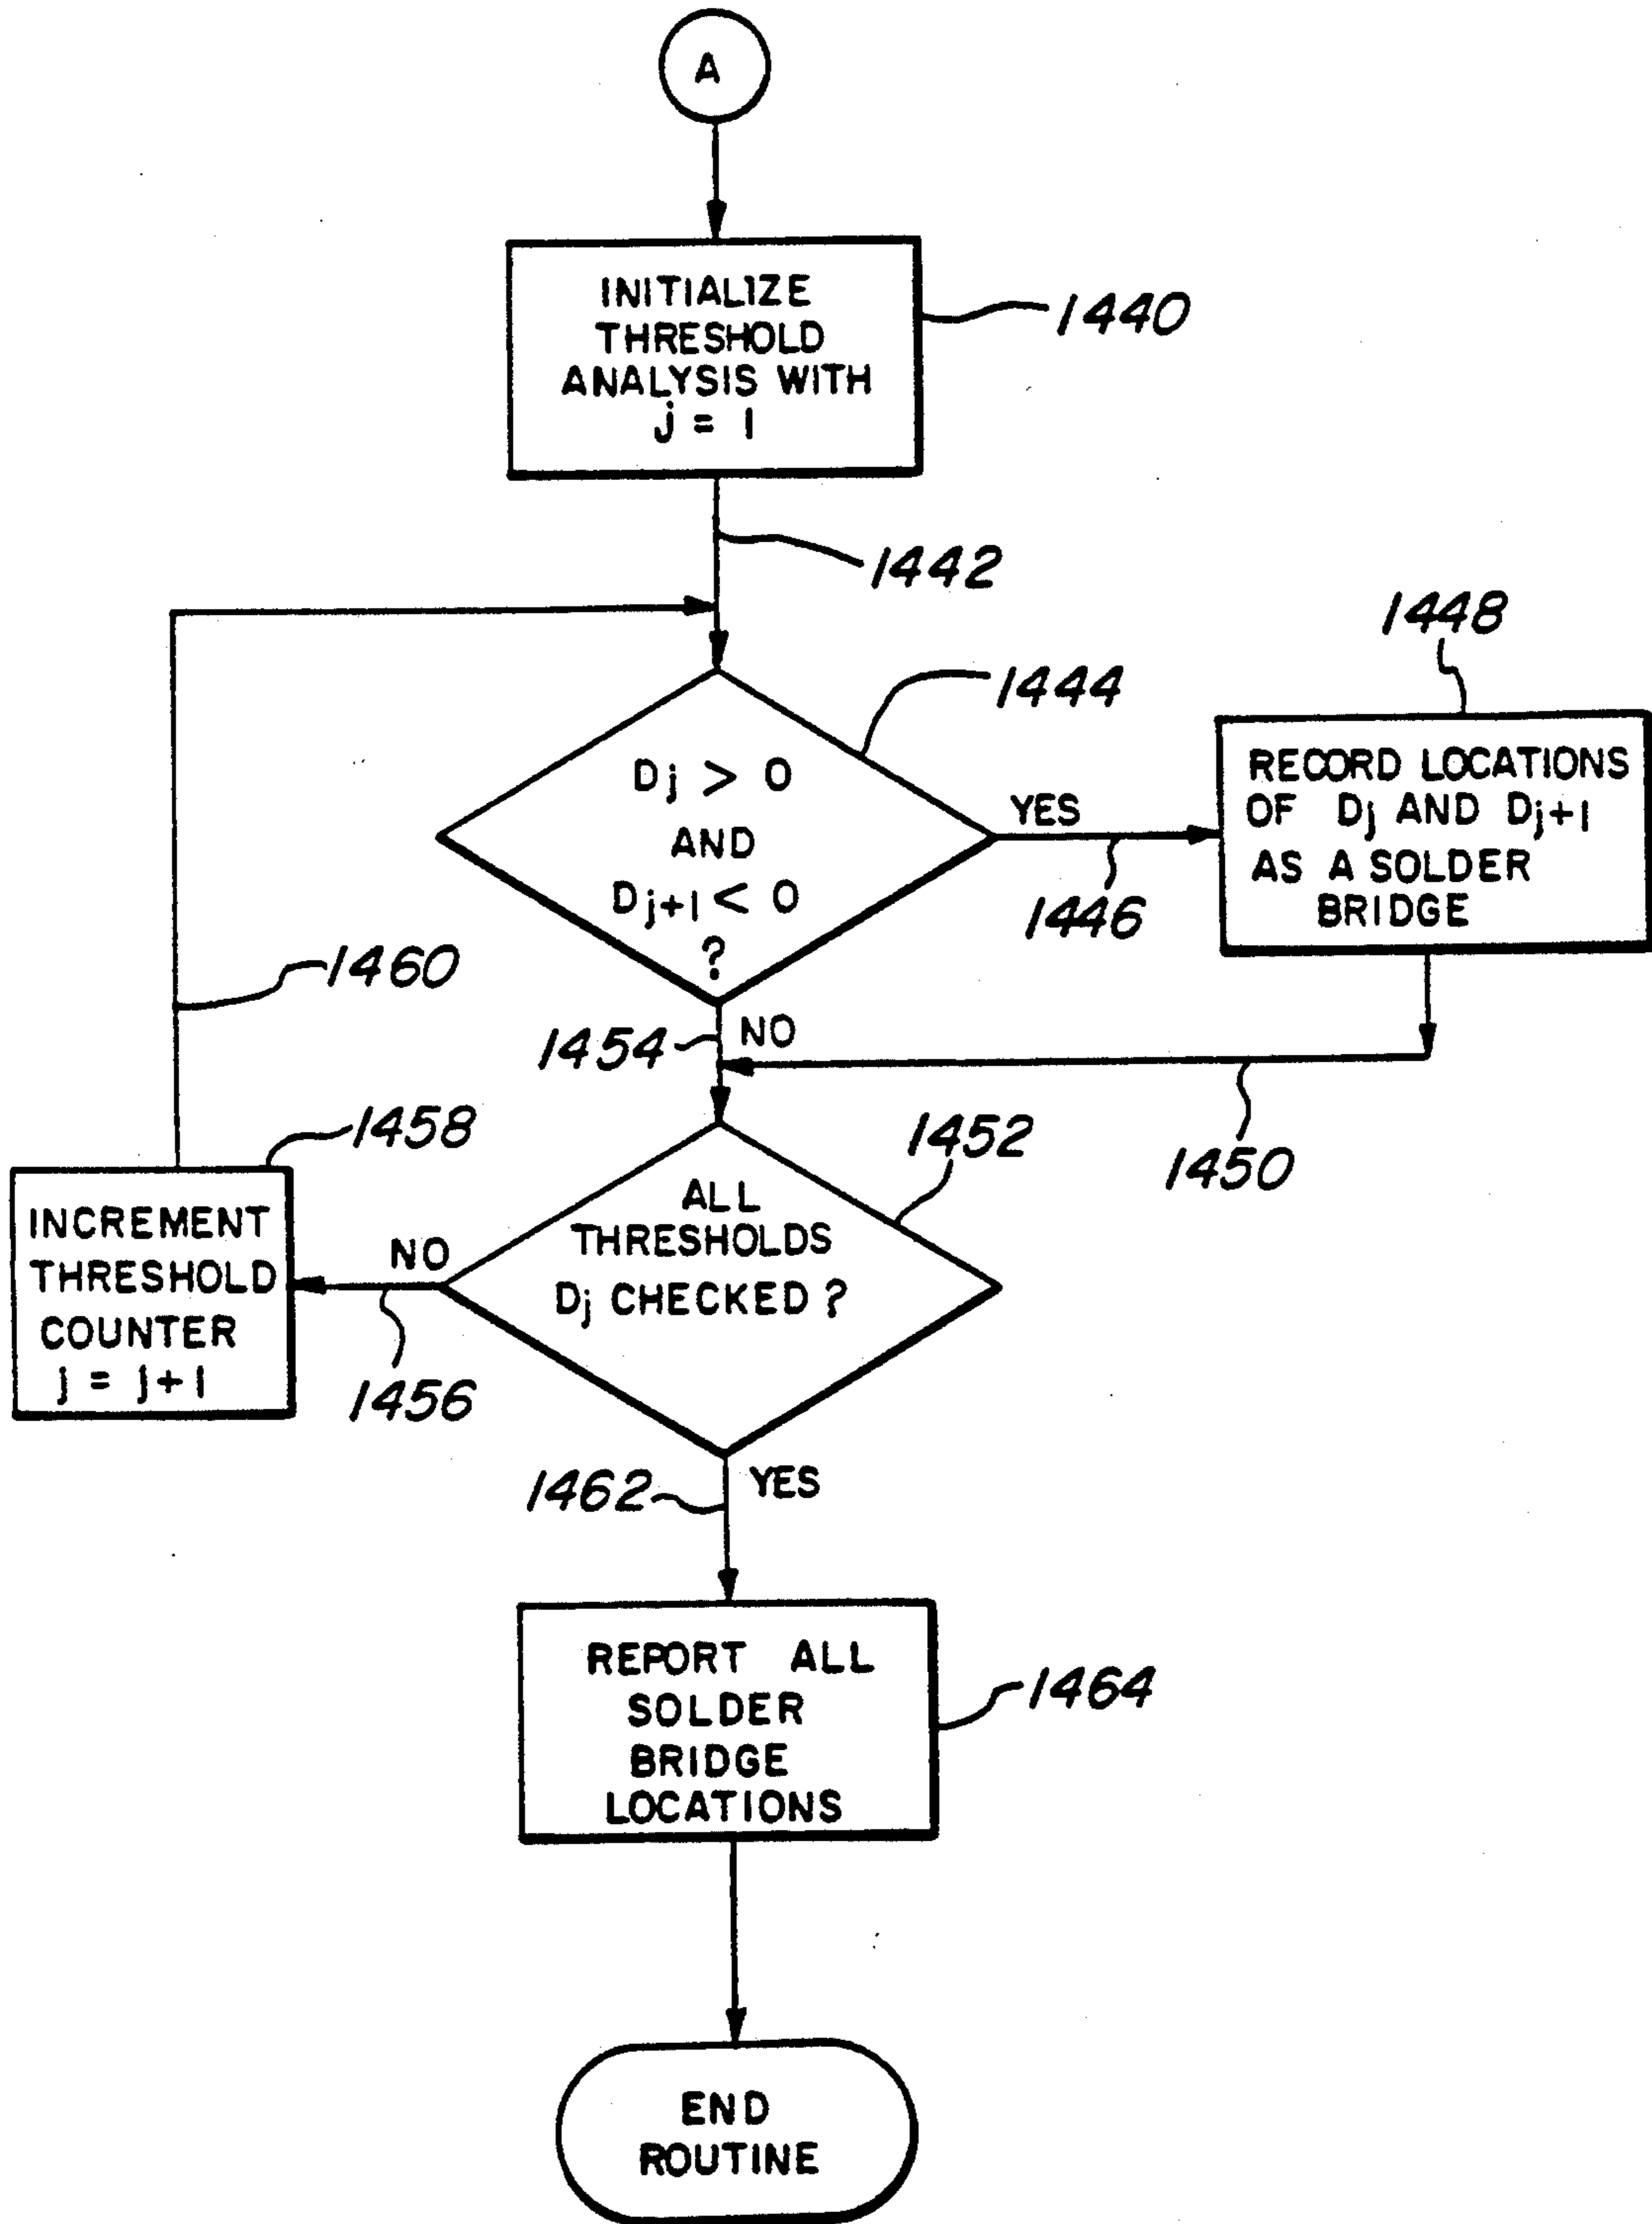 A
INITIALIZE
THRESHOLD
ANALYSIS WITH
j = 1
1440
1442
1444
1448
D j > 0
AND
D j+1 < 0
?
YES
1446
RECORD LOCATIONS
OF Dj AND Dj+1
AS A SOLDER
BRIDGE
1460
1454
NO
1450
1458
1452
INCREMENT
THRESHOLD
COUNTER
j = j+1
NO
1456
ALL
THRESHOLDS
Dj CHECKED ?
1462
YES
REPORT ALL
SOLDER
BRIDGE
LOCATIONS
1464
END
ROUTINE